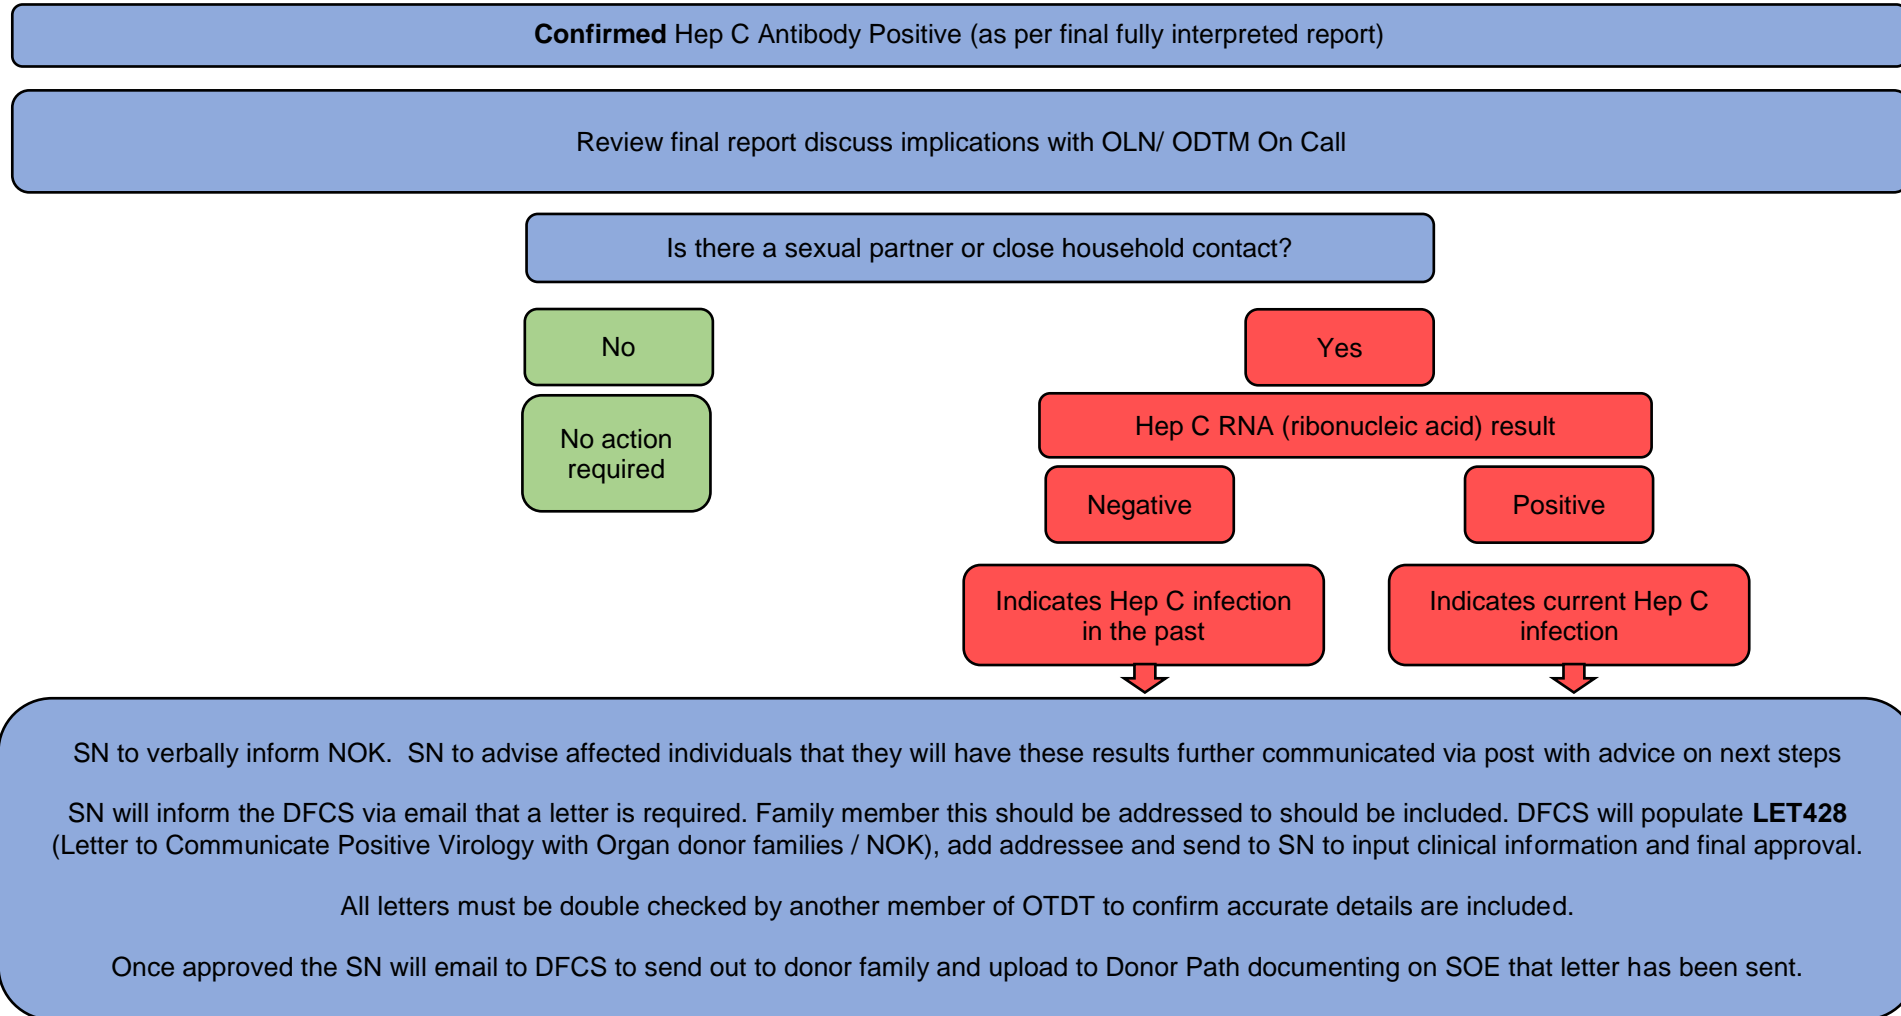 Confirmed Hep C Antibody Positive (as per final fully interpreted report)
Review final report discuss implications with OLN/ ODTM On Call
Is there a sexual partner or close household contact?
No
Yes
No action
required
Hep C RNA (ribonucleic acid) result
Negative
Positive
Indicates Hep C infection
in the past
Indicates current Hep C
infection
SN to verbally inform NOK.  SN to advise affected individuals that they will have these results further communicated via post with advice on next steps
SN will inform the DFCS via email that a letter is required. Family member this should be addressed to should be included. DFCS will populate LET428
(Letter to Communicate Positive Virology with Organ donor families / NOK), add addressee and send to SN to input clinical information and final approval.
All letters must be double checked by another member of OTDT to confirm accurate details are included.
Once approved the SN will email to DFCS to send out to donor family and upload to Donor Path documenting on SOE that letter has been sent.